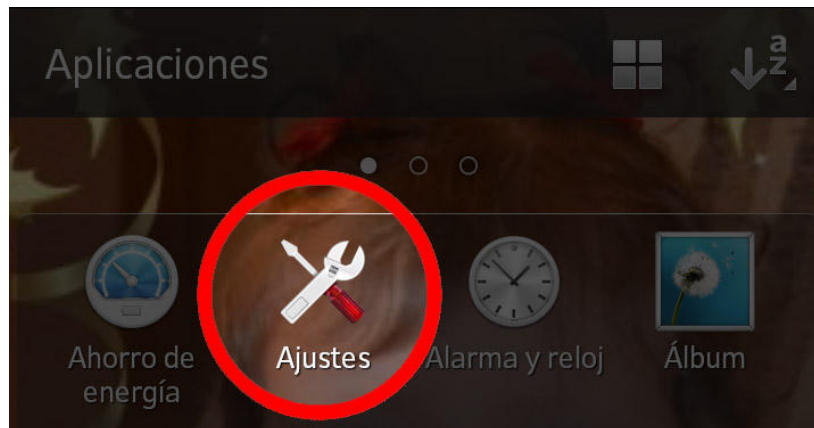 Aplicaciones
a
z
Ahorro de
energía
Ajustes
Alarma y reloj
Álbum